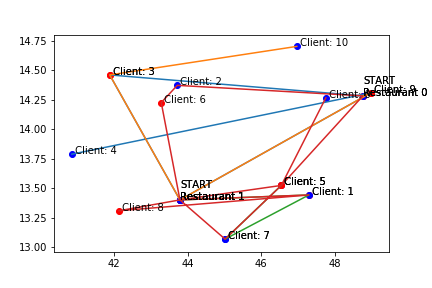 14.75
14.50
14.25
14.00
13.75
13.50
13.25
13.00
42
44
46
48
Client: 10
Client: 3
Client: 2
START
Restaurant 0
Client: 9
Client:
Client: 6
Client: 4
START
Restaurant 1
Client: 5
Client: 1
Client: 8
Client: 7